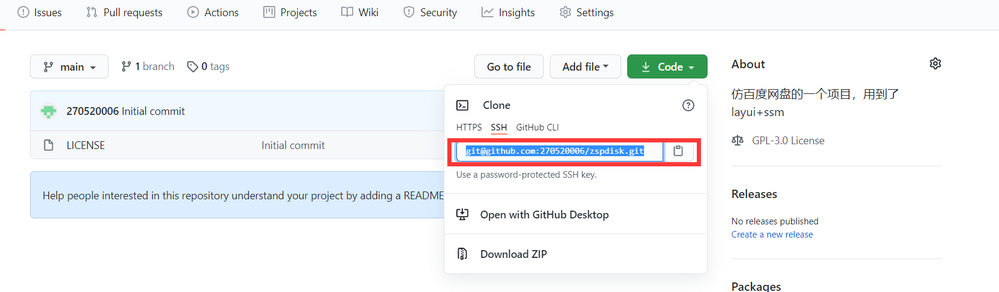 Issues Pull requests Actions Projects Wiki Security Insights Settings
main 1 branch 0 tags Go to file Add file Code
270520006 Initial commit
LICENSE Initial commit
Help people interested in this repository understand your project by adding a README
Clone
HTTPS SSH GitHub CLI
git@github.com:270520006/zspdisk.git
Use a password-protected SSH key.
Open with GitHub Desktop
Download ZIP
About
仿百度网盘的一个项目，用到了
layui+ssm
GPL-3.0 License
Releases
No releases published
Create a new release
Packages